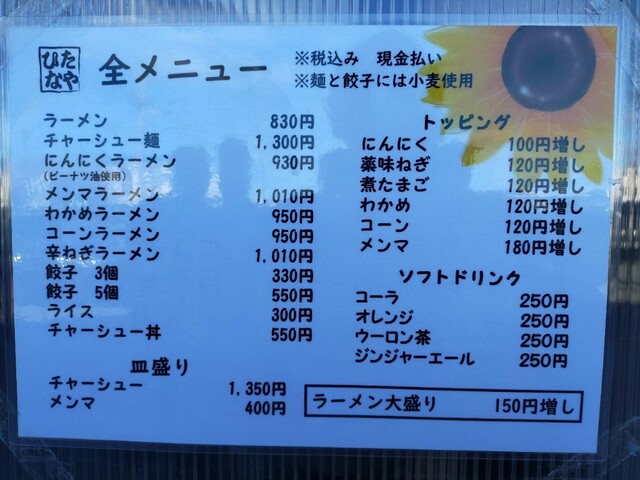 ひなたや
全メニュー
※税込み 現金払い
※麺と餃子には小麦使用
ラーメン 830円
チャーシュー麺 1,300円
にんにくラーメン 930円
(ピーナツ油使用)
メンマラーメン 1,010円
わかめラーメン 950円
コーンラーメン 950円
辛ねぎラーメン 1,010円
餃子 3個 330円
餃子 5個 550円
ライス 300円
チャーシュー丼 550円
皿盛り
チャーシュー 1,350円
メンマ 400円
トッピング
にんにく 100円増し
薬味ねぎ 120円増し
煮たまご 120円増し
わかめ 120円増し
コーン 120円増し
メンマ 180円増し
ソフトドリンク
コーラ 250円
オレンジ 250円
ウーロン茶 250円
ジンジャーエール 250円
ラーメン大盛り 150円増し